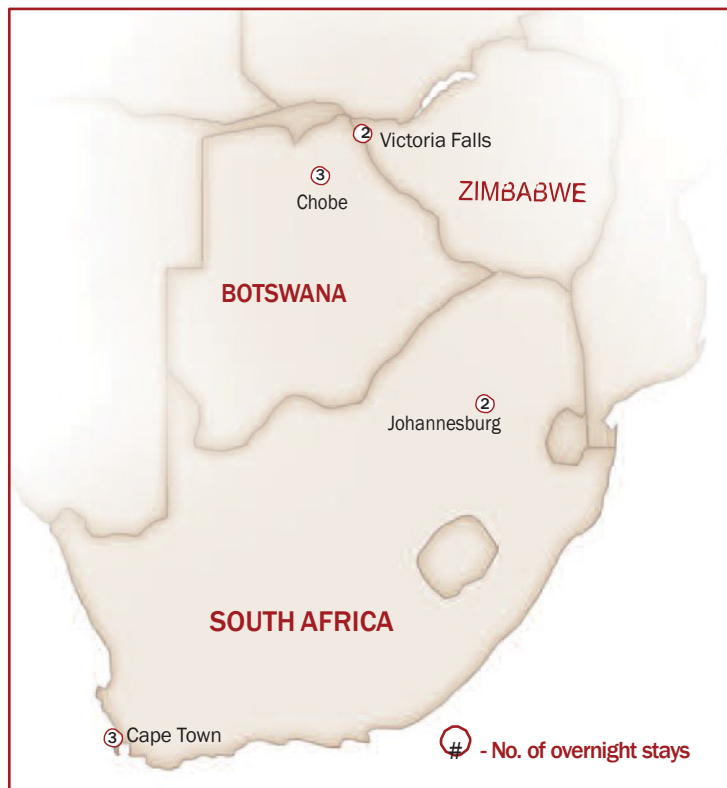 2 Victoria Falls
3
Chobe
ZIMBABWE
BOTSWANA
2
Johannesburg
SOUTH AFRICA
3 Cape Town
# - No. of overnight stays